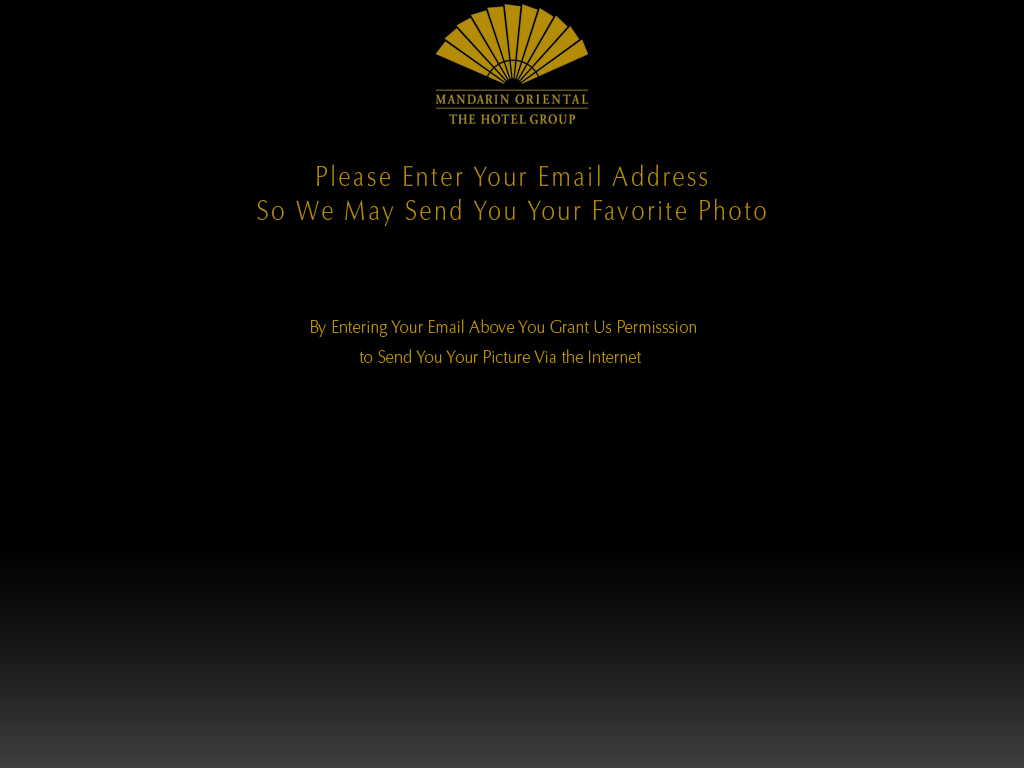 MANDARIN ORIENTAL
THE HOTEL GROUP
Please Enter Your Email Address
So We May Send You Your Favorite Photo
By Entering Your Email Above You Grant Us Permisssion
to Send You Your Picture Via the Internet